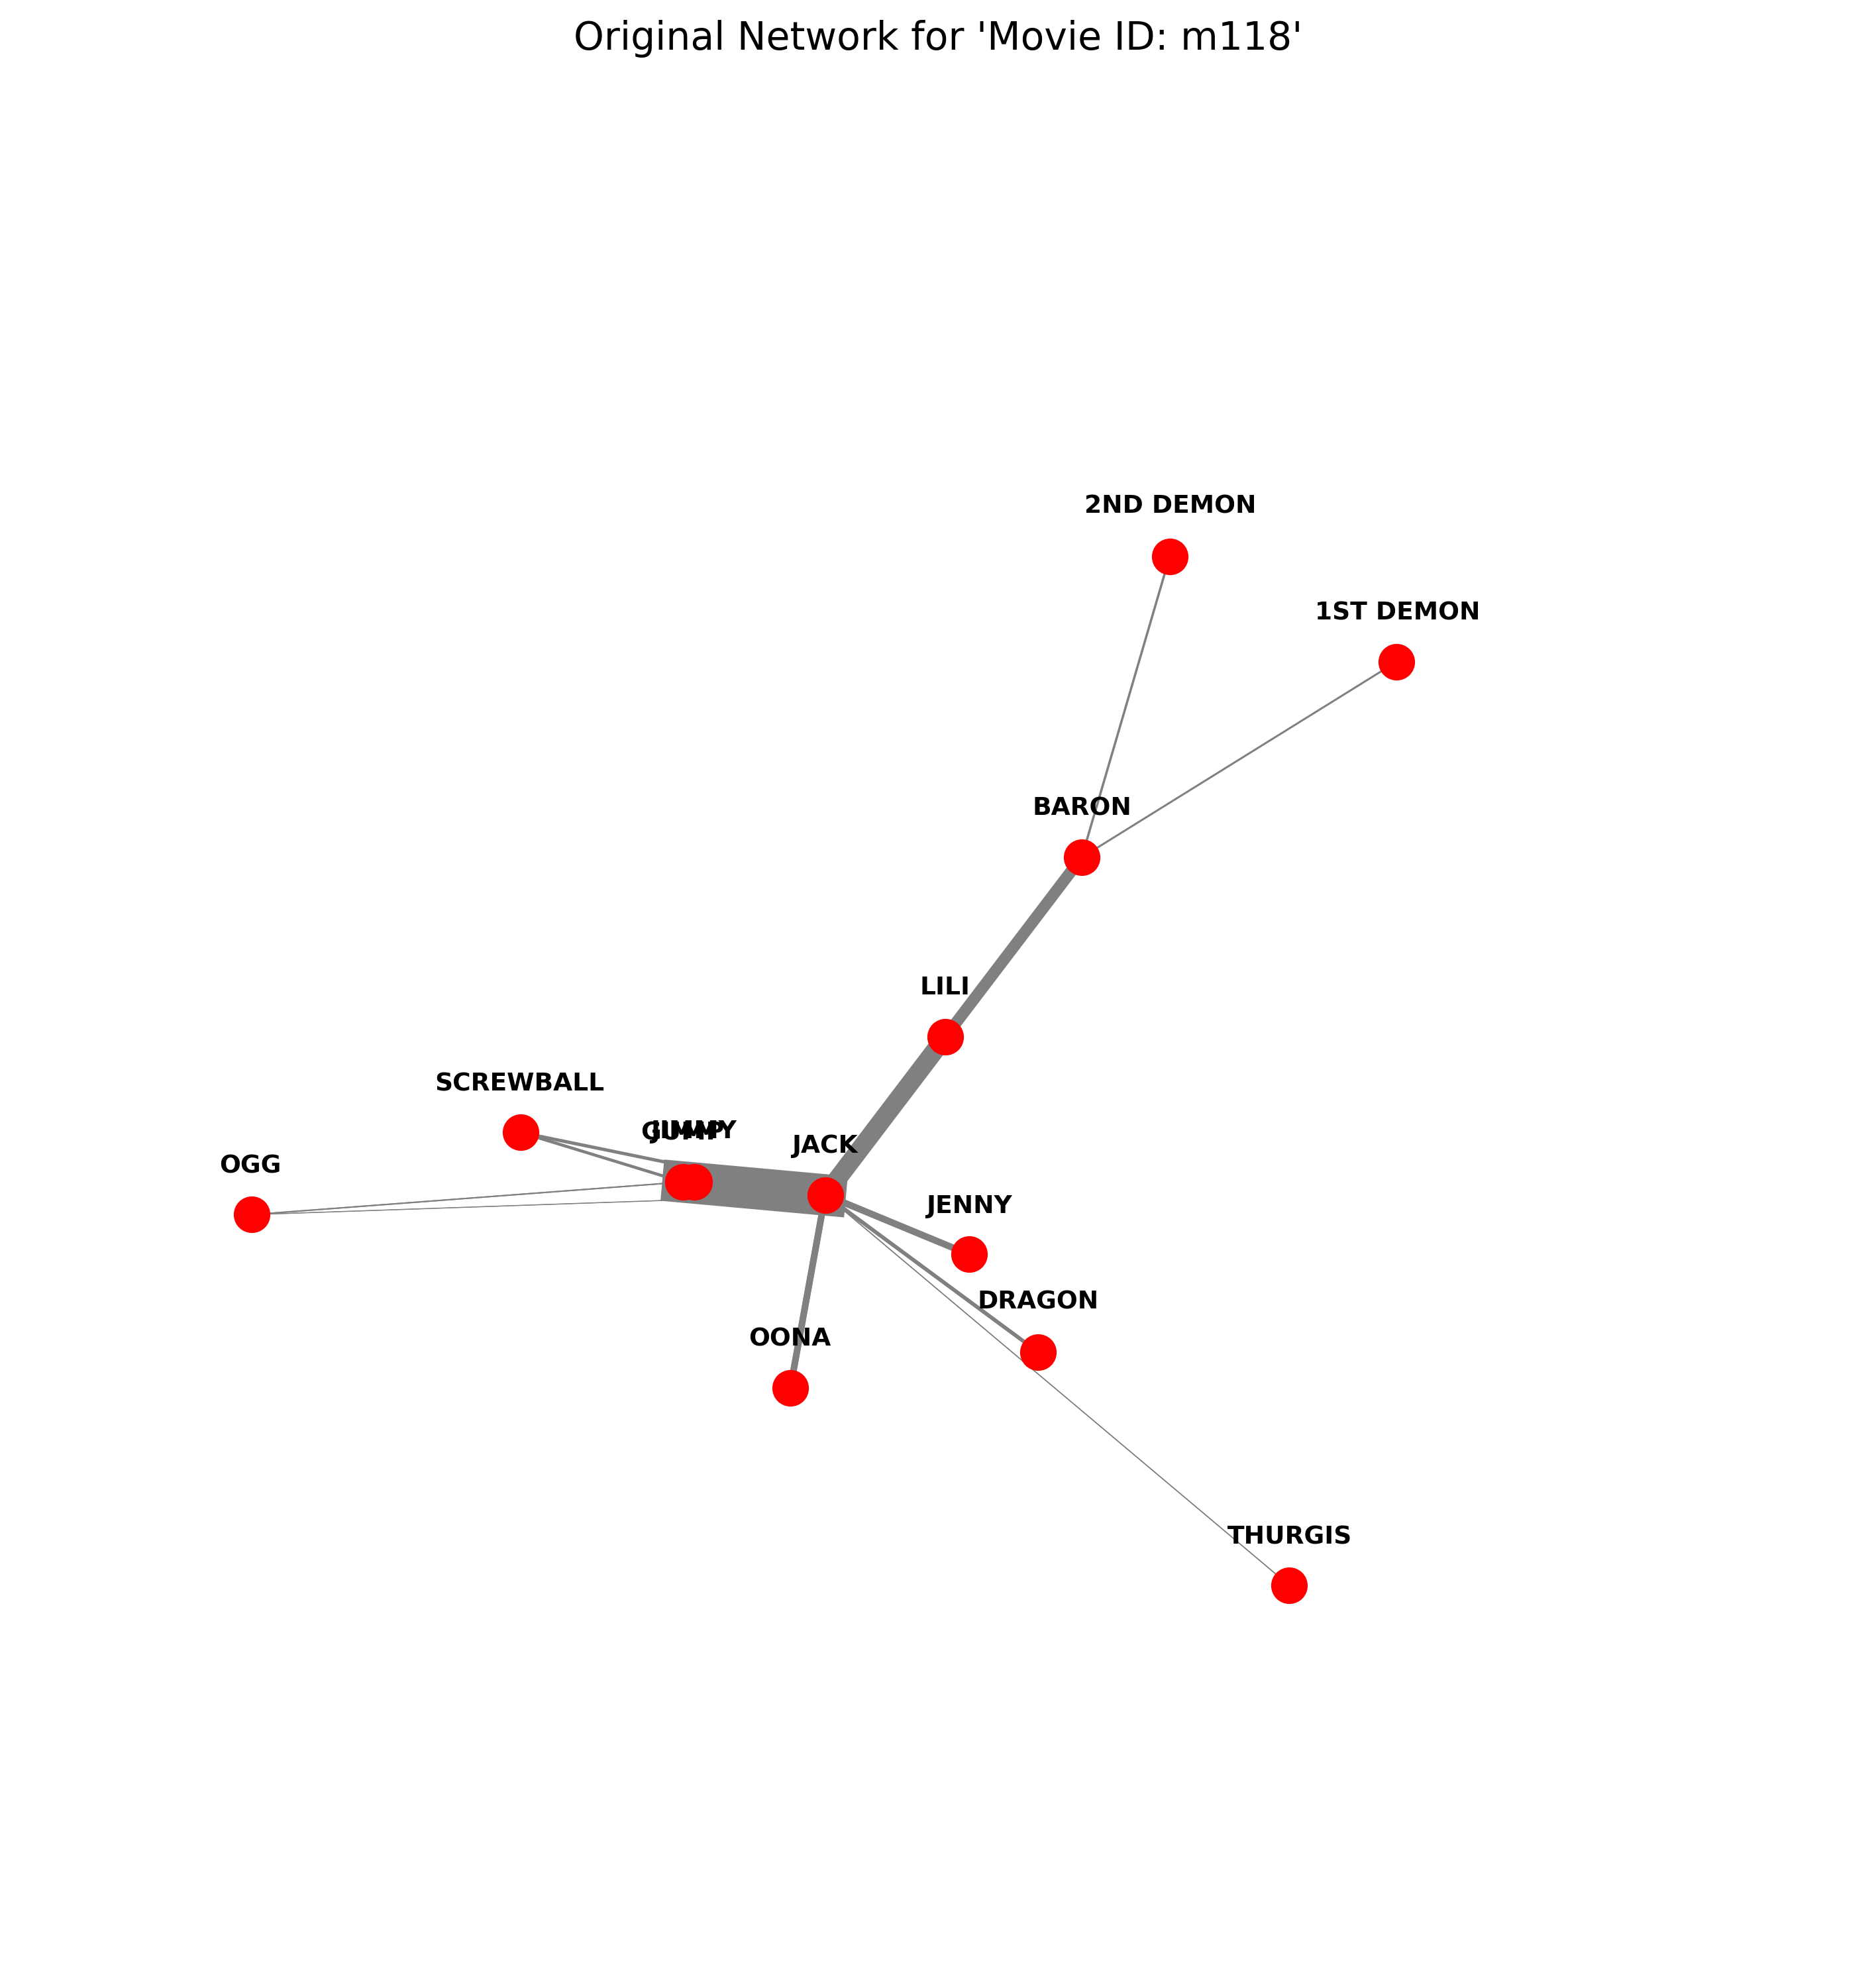 Original Network for 'Movie ID: m118'
2ND DEMON
1ST DEMON
BARON
LILI
SCREWBALL
JIMMY
JACK
OGG
JENNY
DRAGON
OONA
THURGIS